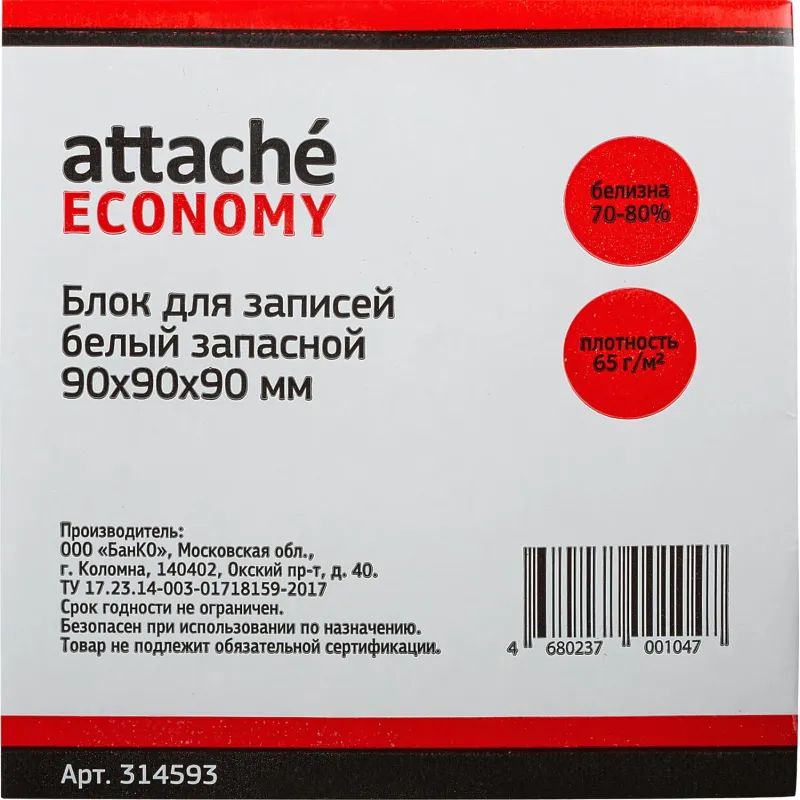 attaché
ECONOMY
белизна
70-80%
Блок для записей
белый запасной
90х90х90 мм
плотность
65 г/м²
Производитель:
ООО «БанКО», Московская обл.,
г. Коломна, 140402, Окский пр-т, д. 40.
ТУ 17.23.14-003-01718159-2017
Срок годности не ограничен.
Безопасен при использовании по назначению.
Товар не подлежит обязательной сертификации.
4 680237 001047
Арт. 314593